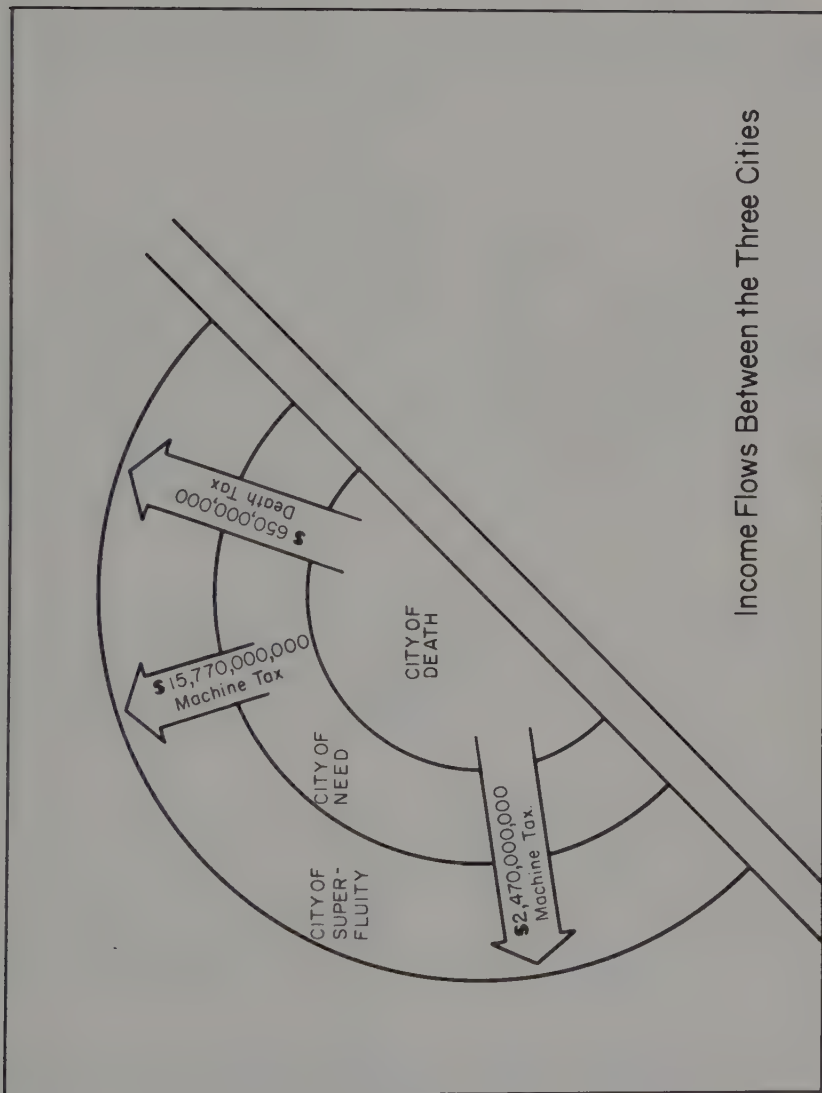 Income Flows Between the Three Cities
CITY OF
SUPER-
FLUITY
CITY OF
NEED
CITY OF
DEATH
$15,770,000,000
Machine Tax
$650,000,000
Death Tax
$2,470,000,000
Machine Tax.